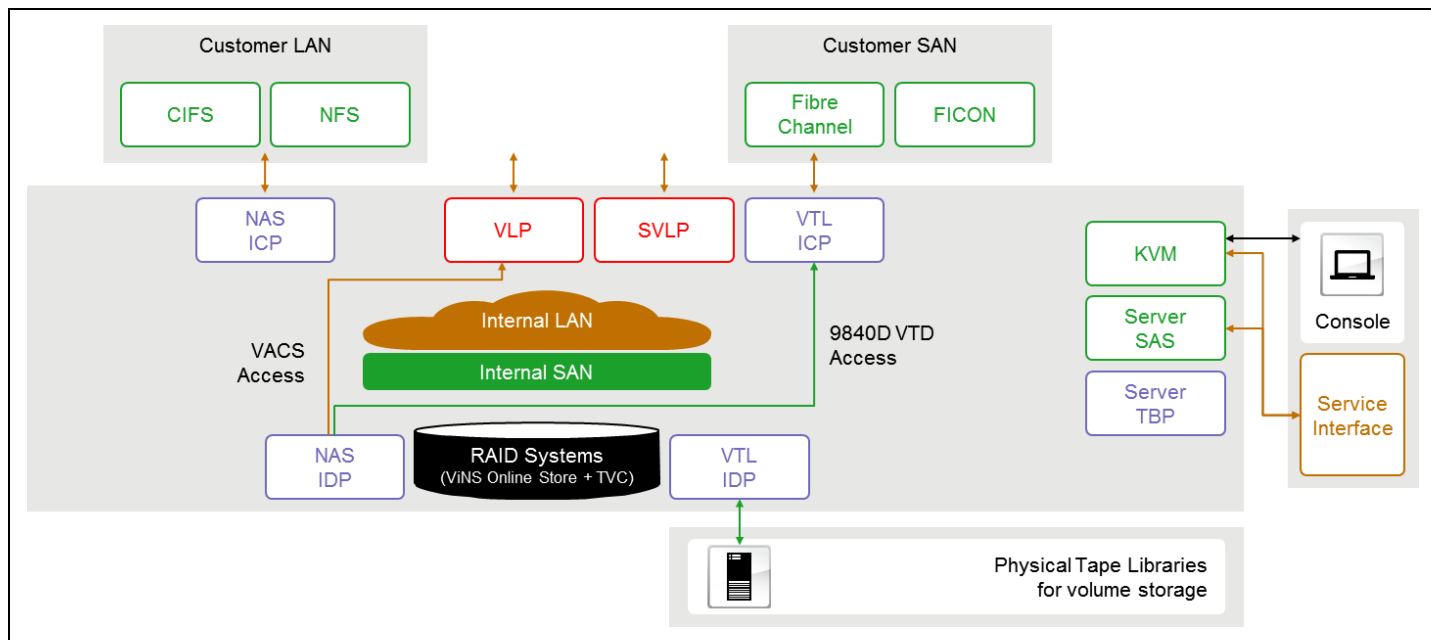 Customer LAN
CIFS
NFS
Customer SAN
Fibre
Channel
FICON
NAS
ICP
VLP
SVLP
VTL
ICP
KVM
Console
Internal LAN
Internal SAN
VACS
Access
9840D VTD
Access
Server
SAS
Server
TBP
Service
Interface
NAS
IDP
RAID Systems
(ViNS Online Store + TVC)
VTL
IDP
Physical Tape Libraries
for volume storage